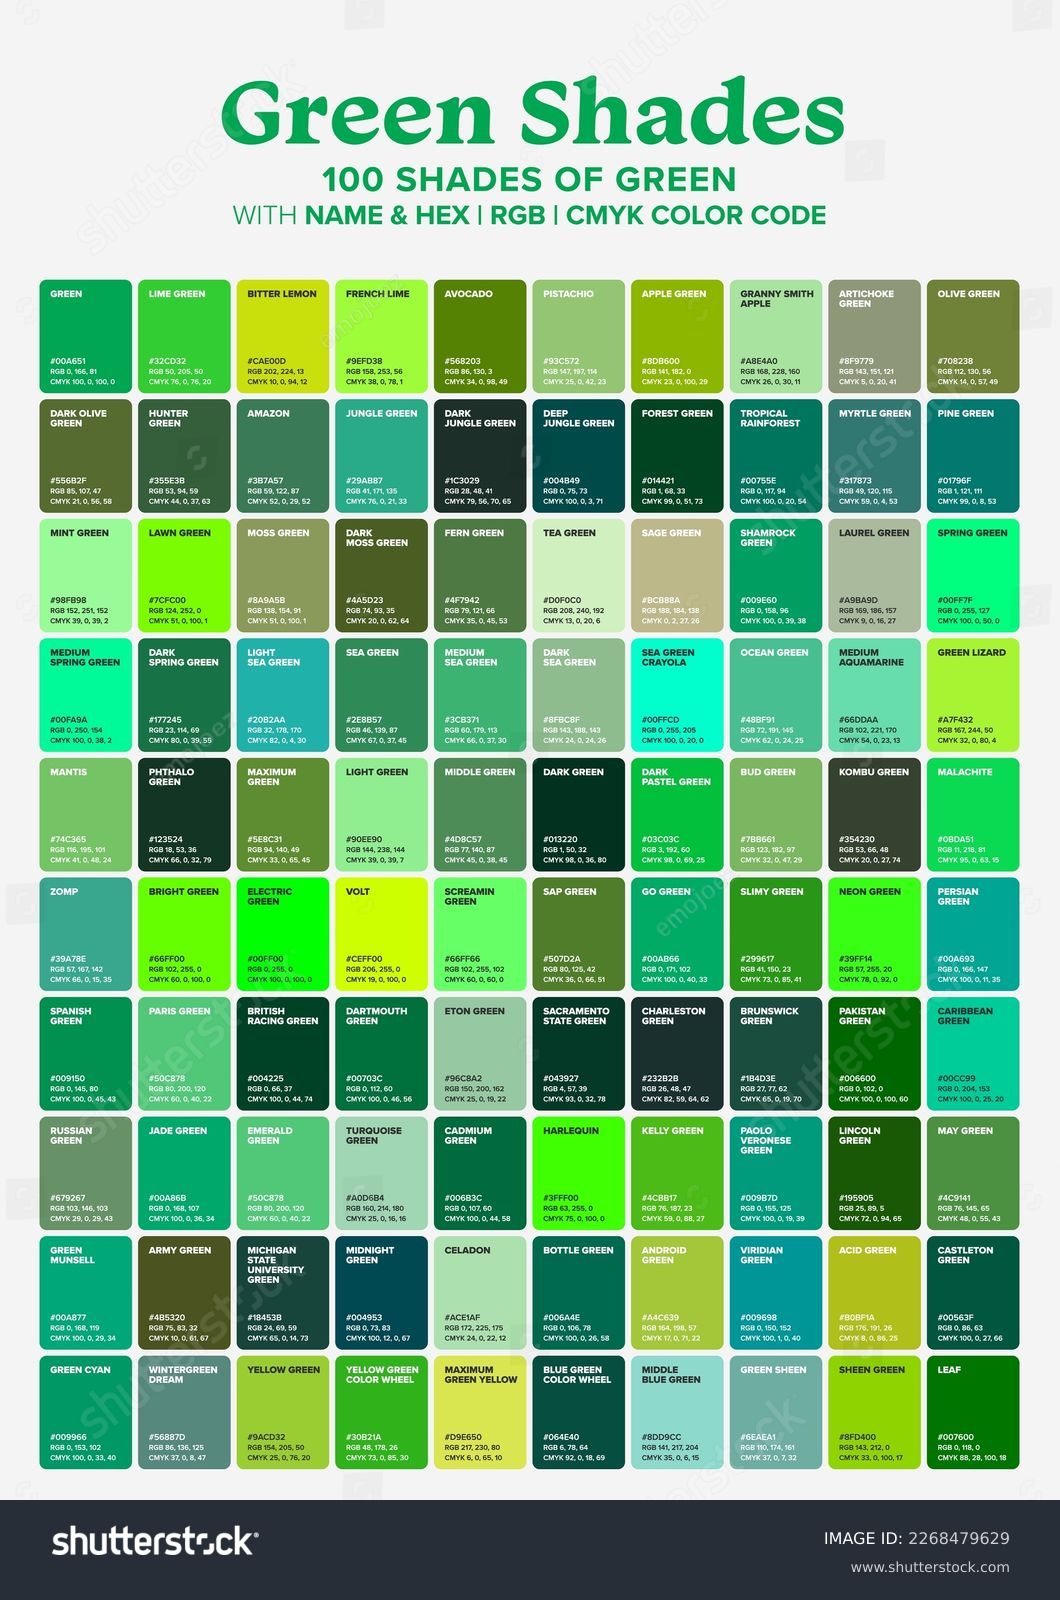 Green Shades
100 SHADES OF GREEN
WITH NAME & HEX | RGB | CMYK COLOR CODE
GREEN
#00A651
RGB 0, 166, 81
CMYK 100, 0, 100, 0
LIME GREEN
#32CD32
RGB 50, 205, 50
CMYK 76, 0, 76, 20
BITTER LEMON
#CAE00D
RGB 202, 224, 13
CMYK 10, 0, 94, 12
FRENCH LIME
#9EFD38
RGB 158, 253, 56
CMYK 38, 0, 78, 1
AVOCADO
#568203
RGB 86, 130, 3
CMYK 34, 0, 98, 49
PISTACHIO
#93C572
RGB 147, 197, 114
CMYK 25, 0, 42, 23
APPLE GREEN
#8DB600
RGB 141, 182, 0
CMYK 23, 0, 100, 29
GRANNY SMITH
APPLE
#A8E4A0
RGB 168, 228, 160
CMYK 26, 0, 30, 11
ARTICHOKE
GREEN
#8F9779
RGB 143, 151, 121
CMYK 5, 0, 20, 41
OLIVE GREEN
#708238
RGB 112, 130, 56
CMYK 14, 0, 57, 49
DARK OLIVE
GREEN
#556B2F
RGB 85, 107, 47
CMYK 21, 0, 56, 58
HUNTER
GREEN
#355E3B
RGB 53, 94, 59
CMYK 44, 0, 37, 63
AMAZON
#3B7A57
RGB 59, 122, 87
CMYK 52, 0, 29, 52
JUNGLE GREEN
#29AB87
RGB 41, 171, 135
CMYK 76, 0, 21, 33
DARK
JUNGLE GREEN
#1C3029
RGB 28, 48, 41
CMYK 79, 56, 70, 65
DEEP
JUNGLE GREEN
#004B49
RGB 0, 75, 73
CMYK 100, 0, 3, 71
FOREST GREEN
#014421
RGB 1, 68, 33
CMYK 99, 0, 51, 73
TROPICAL
RAINFOREST
#00755E
RGB 0, 117, 94
CMYK 100, 0, 20, 54
MYRTLE GREEN
#317873
RGB 49, 120, 115
CMYK 59, 0, 4, 53
PINE GREEN
#01796F
RGB 1, 121, 111
CMYK 99, 0, 8, 53
MINT GREEN
#98FB98
RGB 152, 251, 152
CMYK 39, 0, 39, 2
LAWN GREEN
#7CFC00
RGB 124, 252, 0
CMYK 51, 0, 100, 1
MOSS GREEN
#8A9A5B
RGB 138, 154, 91
CMYK 51, 0, 100, 1
DARK
MOSS GREEN
#4A5D23
RGB 74, 93, 35
CMYK 20, 0, 62, 64
FERN GREEN
#4F7942
RGB 79, 121, 66
CMYK 35, 0, 45, 53
TEA GREEN
#D0F0C0
RGB 208, 240, 192
CMYK 13, 0, 20, 6
SAGE GREEN
#BCB88A
RGB 188, 184, 138
CMYK 0, 2, 27, 26
SHAMROCK
GREEN
#009E60
RGB 0, 158, 96
CMYK 100, 0, 39, 38
LAUREL GREEN
#A9BA9D
RGB 169, 186, 157
CMYK 9, 0, 16, 27
SPRING GREEN
#00FF7F
RGB 0, 255, 127
CMYK 100, 0, 50, 0
MEDIUM
SPRING GREEN
#00FA9A
RGB 0, 250, 154
CMYK 100, 0, 38, 2
DARK
SPRING GREEN
#177245
RGB 23, 114, 69
CMYK 80, 0, 39, 55
LIGHT
SEA GREEN
#20B2AA
RGB 32, 178, 170
CMYK 82, 0, 4, 30
SEA GREEN
#2E8B57
RGB 46, 139, 87
CMYK 67, 0, 37, 45
MEDIUM
SEA GREEN
#3CB371
RGB 60, 179, 113
CMYK 66, 0, 37, 30
DARK
SEA GREEN
#8FBC8F
RGB 143, 188, 143
CMYK 24, 0, 24, 26
SEA GREEN
CRAYOLA
#00FFCD
RGB 0, 255, 205
CMYK 100, 0, 20, 0
OCEAN GREEN
#48BF91
RGB 72, 191, 145
CMYK 62, 0, 24, 25
MEDIUM
AQUAMARINE
#66DDAA
RGB 102, 221, 170
CMYK 54, 0, 23, 13
GREEN LIZARD
#A7F432
RGB 167, 244, 50
CMYK 32, 0, 80, 4
MANTIS
#74C365
RGB 116, 195, 101
CMYK 41, 0, 48, 24
PHTHALO
GREEN
#123524
RGB 18, 53, 36
CMYK 66, 0, 32, 79
MAXIMUM
GREEN
#5E8C31
RGB 94, 140, 49
CMYK 33, 0, 65, 45
LIGHT GREEN
#90EE90
RGB 144, 238, 144
CMYK 39, 0, 39, 7
MIDDLE GREEN
#4D8C57
RGB 77, 140, 87
CMYK 45, 0, 38, 45
DARK GREEN
#013220
RGB 1, 50, 32
CMYK 98, 0, 36, 80
DARK
PASTEL GREEN
#03C03C
RGB 3, 192, 60
CMYK 98, 0, 69, 25
BUD GREEN
#7BB661
RGB 123, 182, 97
CMYK 32, 0, 47, 29
KOMBU GREEN
#354230
RGB 53, 66, 48
CMYK 20, 0, 27, 74
MALACHITE
#0BDA51
RGB 11, 218, 81
CMYK 95, 0, 63, 15
ZOMP
#39A78E
RGB 57, 167, 142
CMYK 66, 0, 15, 35
BRIGHT GREEN
#66FF00
RGB 102, 255, 0
CMYK 60, 0, 100, 0
ELECTRIC
GREEN
#00FF00
RGB 0, 255, 0
CMYK 100, 0, 100, 0
VOLT
#CEFF00
RGB 206, 255, 0
CMYK 19, 0, 100, 0
SCREAMIN
GREEN
#66FF66
RGB 102, 255, 102
CMYK 60, 0, 60, 0
SAP GREEN
#507D2A
RGB 80, 125, 42
CMYK 36, 0, 66, 51
GO GREEN
#00AB66
RGB 0, 171, 102
CMYK 100, 0, 40, 33
SLIMY GREEN
#299617
RGB 41, 150, 23
CMYK 73, 0, 85, 41
NEON GREEN
#39FF14
RGB 57, 255, 20
CMYK 78, 0, 92, 0
PERSIAN
GREEN
#00A693
RGB 0, 166, 147
CMYK 100, 0, 11, 35
SPANISH
GREEN
#009150
RGB 0, 145, 80
CMYK 100, 0, 45, 43
PARIS GREEN
#50C878
RGB 80, 200, 120
CMYK 60, 0, 40, 22
BRITISH
RACING GREEN
#004225
RGB 0, 66, 37
CMYK 100, 0, 44, 74
DARTMOUTH
GREEN
#00703C
RGB 0, 112, 60
CMYK 100, 0, 46, 56
ETON GREEN
#96C8A2
RGB 150, 200, 162
CMYK 25, 0, 19, 22
SACRAMENTO
STATE GREEN
#043927
RGB 4, 57, 39
CMYK 93, 0, 32, 78
CHARLESTON
GREEN
#232B2B
RGB 26, 48, 47
CMYK 82, 59, 64, 62
BRUNSWICK
GREEN
#1B4D3E
RGB 27, 77, 62
CMYK 65, 0, 19, 70
PAKISTAN
GREEN
#006600
RGB 0, 102, 0
CMYK 100, 0, 100, 60
CARIBBEAN
GREEN
#00CC99
RGB 0, 204, 153
CMYK 100, 0, 25, 20
RUSSIAN
GREEN
#679267
RGB 103, 146, 103
CMYK 29, 0, 29, 43
JADE GREEN
#00A86B
RGB 0, 168, 107
CMYK 100, 0, 36, 34
EMERALD
GREEN
#50C878
RGB 80, 200, 120
CMYK 60, 0, 40, 22
TURQUOISE
GREEN
#A0D6B4
RGB 160, 214, 180
CMYK 25, 0, 16, 16
CADMIUM
GREEN
#006B3C
RGB 0, 107, 60
CMYK 100, 0, 44, 58
HARLEQUIN
#3FFF00
RGB 63, 255, 0
CMYK 75, 0, 100, 0
KELLY GREEN
#4CBB17
RGB 76, 187, 23
CMYK 59, 0, 88, 27
PAOLO
VERONESE
GREEN
#009B7D
RGB 0, 155, 125
CMYK 100, 0, 19, 39
LINCOLN
GREEN
#195905
RGB 25, 89, 5
CMYK 72, 0, 94, 65
MAY GREEN
#4C9141
RGB 76, 145, 65
CMYK 48, 0, 55, 43
GREEN
MUNSELL
#00A877
RGB 0, 168, 119
CMYK 100, 0, 29, 34
ARMY GREEN
#4B5320
RGB 75, 83, 32
CMYK 10, 0, 61, 67
MICHIGAN
STATE
UNIVERSITY
GREEN
#18453B
RGB 24, 69, 59
CMYK 65, 0, 14, 73
MIDNIGHT
GREEN
#004953
RGB 0, 73, 83
CMYK 100, 12, 0, 67
CELADON
#ACE1AF
RGB 172, 225, 175
CMYK 24, 0, 22, 12
BOTTLE GREEN
#006A4E
RGB 0, 106, 78
CMYK 100, 0, 26, 58
ANDROID
GREEN
#A4C639
RGB 164, 198, 57
CMYK 17, 0, 71, 22
VIRIDIAN
GREEN
#009698
RGB 0, 150, 152
CMYK 100, 1, 0, 40
ACID GREEN
#B0BF1A
RGB 176, 191, 26
CMYK 8, 0, 86, 25
CASTLETON
GREEN
#00563F
RGB 0, 86, 63
CMYK 100, 0, 27, 66
GREEN CYAN
#009966
RGB 0, 153, 102
CMYK 100, 0, 33, 40
WINTERGREEN
DREAM
#56887D
RGB 86, 136, 125
CMYK 37, 0, 8, 47
YELLOW GREEN
#9ACD32
RGB 154, 205, 50
CMYK 25, 0, 76, 20
YELLOW GREEN
COLOR WHEEL
#30B21A
RGB 48, 178, 26
CMYK 73, 0, 85, 30
MAXIMUM
GREEN YELLOW
#D9E650
RGB 217, 230, 80
CMYK 6, 0, 65, 10
BLUE GREEN
COLOR WHEEL
#064E40
RGB 6, 78, 64
CMYK 92, 0, 18, 69
MIDDLE
BLUE GREEN
#8DD9CC
RGB 141, 217, 204
CMYK 35, 0, 6, 15
GREEN SHEEN
#6EAEA1
RGB 110, 174, 161
CMYK 37, 0, 7, 32
SHEEN GREEN
#8FD400
RGB 143, 212, 0
CMYK 33, 0, 100, 17
LEAF
#007600
RGB 0, 118, 0
CMYK 88, 28, 100, 18
shutterstock
IMAGE ID: 2268479629
www.shutterstock.com